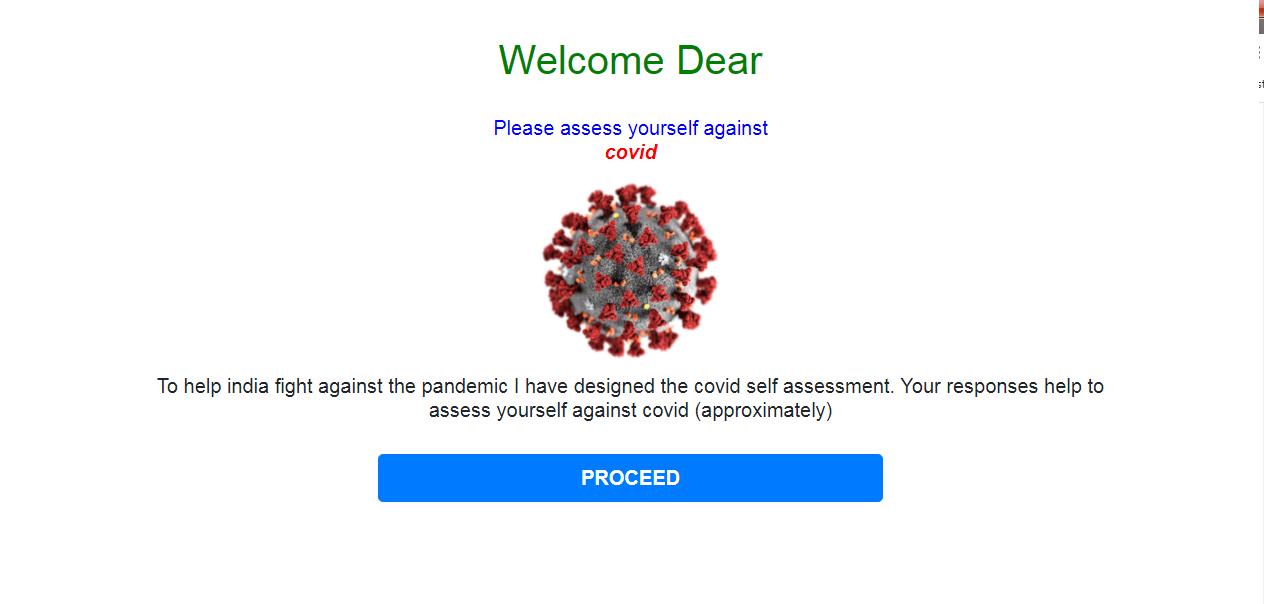 Welcome Dear
Please assess yourself against
covid
To help india fight against the pandemic I have designed the covid self assessment. Your responses help to
assess yourself against covid (approximately)
PROCEED